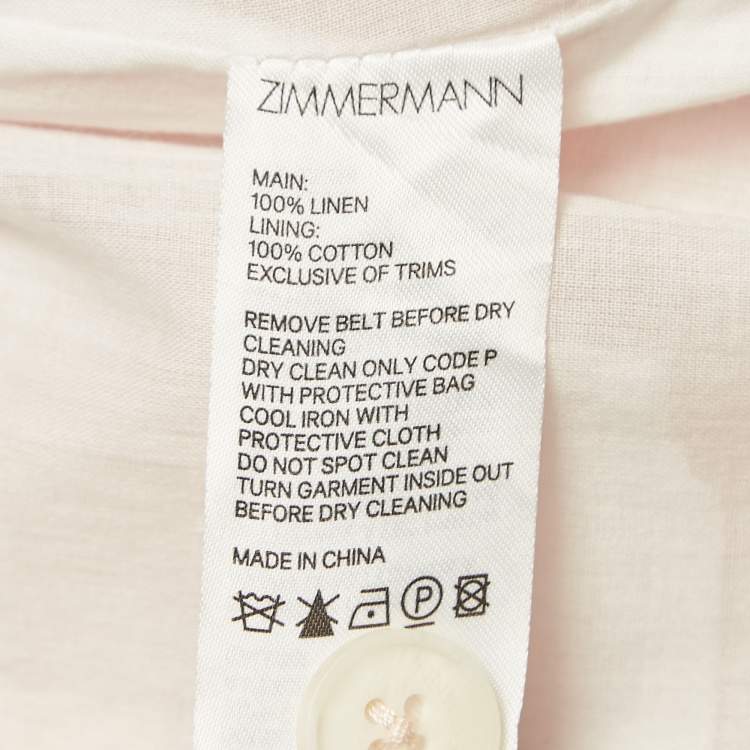 ZIMMERMANN
MAIN:
100% LINEN
LINING:
100% COTTON
EXCLUSIVE OF TRIMS
REMOVE BELT BEFORE DRY
CLEANING
DRY CLEAN ONLY CODE P
WITH PROTECTIVE BAG
COOL IRON WITH
PROTECTIVE CLOTH
DO NOT SPOT CLEAN
TURN GARMENT INSIDE OUT
BEFORE DRY CLEANING
MADE IN CHINA
P